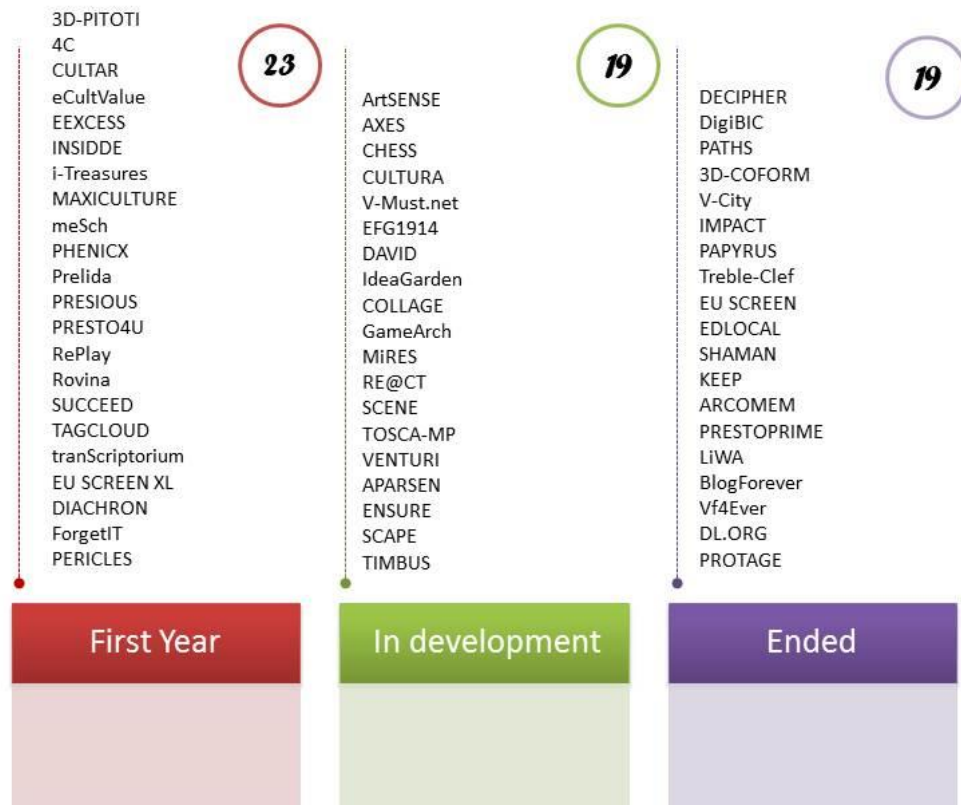 3D-PITOTI
4C
CULTAR
eCultValue
EEXCESS
INSIDDE
i-Treasures
MAXICULTURE
meSch
PHENICX
Prelida
PRESIOUS
PRESTO4U
RePlay
Rovina
SUCCEED
TAGCLOUD
tranScriptorium
EU SCREEN XL
DIACHRON
ForgetIT
PERICLES
23
First Year
ArtSENSE
AXES
CHESS
CULTURA
V-Must.net
EFG1914
DAVID
IdeaGarden
COLLAGE
GameArch
MiRES
RE@CT
SCENE
TOSCA-MP
VENTURI
APARSEN
ENSURE
SCAPE
TIMBUS
19
In development
DECIPHER
DigiBIC
PATHS
3D-COFORM
V-City
IMPACT
PAPYRUS
Treble-Clef
EU SCREEN
EDLOCAL
SHAMAN
KEEP
ARCOMEM
PRESTOPRIME
LiWA
BlogForever
Vf4Ever
DL.ORG
PROTAGE
19
Ended